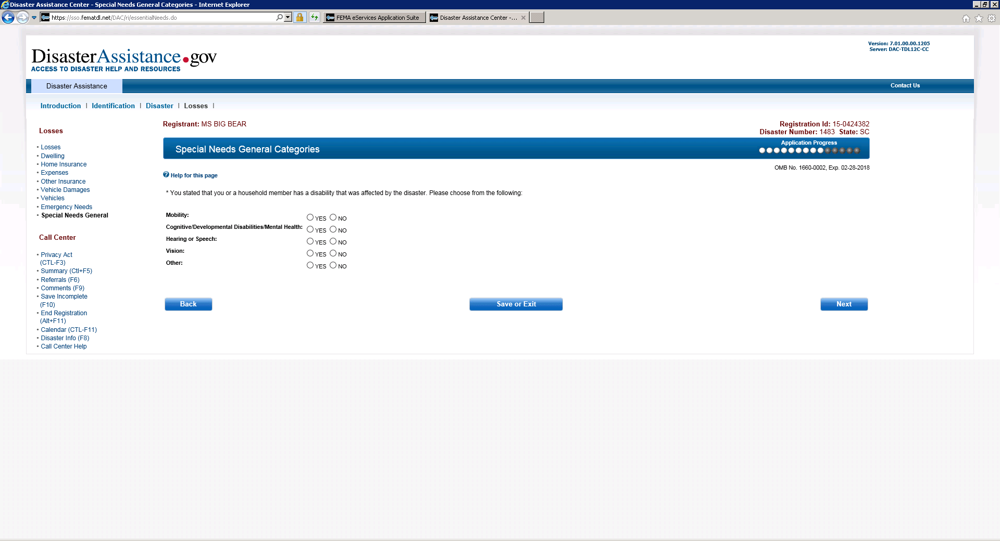 Disaster Assistance Center - Special Needs General Categories - Internet Explorer
https://sso.fematdl.net/DAC/ri/essentialNeeds.do
FEMA eServices Application Suite
Disaster Assistance Center -...
Version: 7.01.00.00.1205
Server: DAC-TDL12C-CC
DisasterAssistance.gov
ACCESS TO DISASTER HELP AND RESOURCES
Disaster Assistance
Contact Us
Introduction | Identification | Disaster | Losses |
Losses
• Losses
• Dwelling
• Home Insurance
• Expenses
• Other Insurance
• Vehicle Damages
• Vehicles
• Emergency Needs
• Special Needs General
Call Center
• Privacy Act
(CTL-F3)
• Summary (Ctl+F5)
• Referrals (F6)
• Comments (F9)
• Save Incomplete
(F10)
• End Registration
(Alt+F11)
• Calendar (CTL-F11)
• Disaster Info (F8)
• Call Center Help
Registrant: MS BIG BEAR
Registration Id: 15-0424382
Disaster Number: 1483 State: SC
Special Needs General Categories
Application Progress
OMB No. 1660-0002, Exp. 02-28-2018
? Help for this page
* You stated that you or a household member has a disability that was affected by the disaster. Please choose from the following:
Mobility: YES NO
Cognitive/Developmental Disabilities/Mental Health: YES NO
Hearing or Speech: YES NO
Vision: YES NO
Other: YES NO
Back
Save or Exit
Next